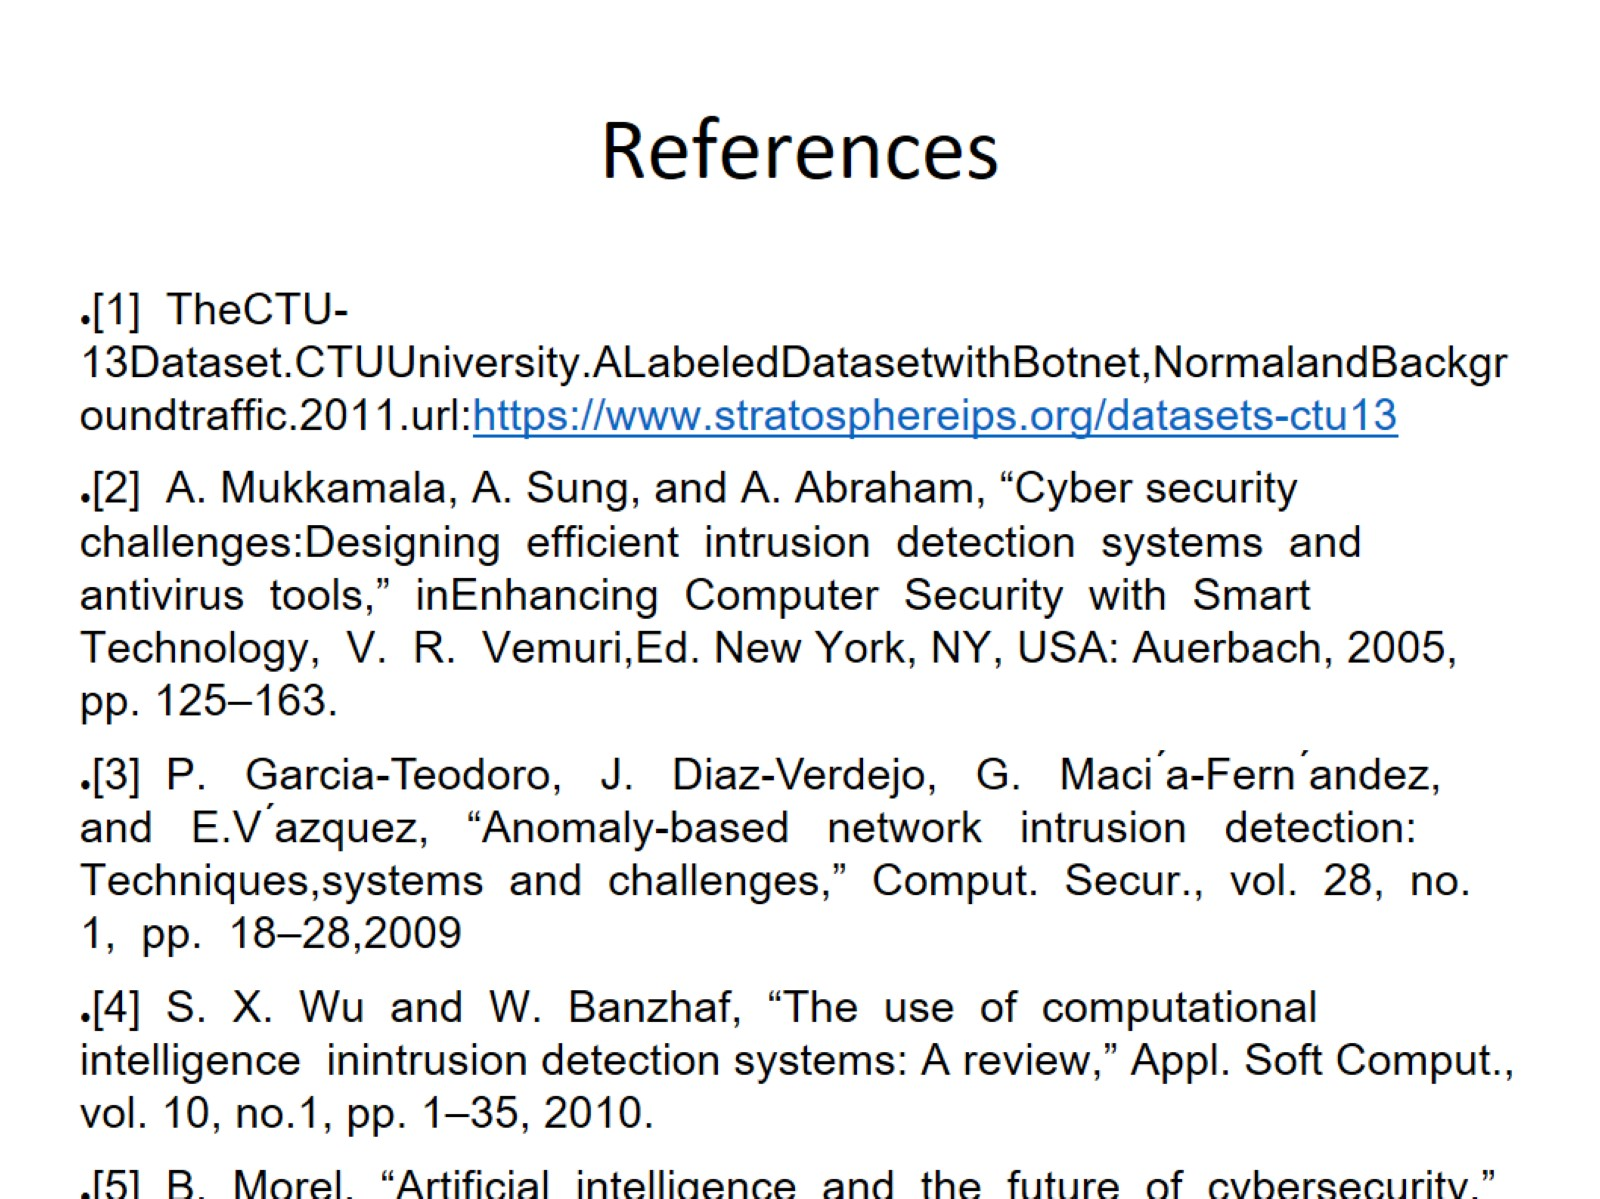 References
•[1] TheCTU-
13Dataset.CTUUniversity.ALabeledDatasetwithBotnet,NormalandBackgr
oundtraffic.2011.url:https://www.stratosphereips.org/datasets-ctu13
•[2] A. Mukkamala, A. Sung, and A. Abraham, “Cyber security
challenges:Designing efficient intrusion detection systems and
antivirus tools,” inEnhancing Computer Security with Smart
Technology, V. R. Vemuri,Ed. New York, NY, USA: Auerbach, 2005,
pp. 125–163.
•[3] P. Garcia-Teodoro, J. Diaz-Verdejo, G. Maci´a-Fern´andez,
and E.V´azquez, “Anomaly-based network intrusion detection:
Techniques,systems and challenges,” Comput. Secur., vol. 28, no.
1, pp. 18–28,2009
•[4] S. X. Wu and W. Banzhaf, “The use of computational
intelligence inintrusion detection systems: A review,” Appl. Soft Comput.,
vol. 10, no.1, pp. 1–35, 2010.
•[5] B. Morel, “Artificial intelligence and the future of cybersecurity,”